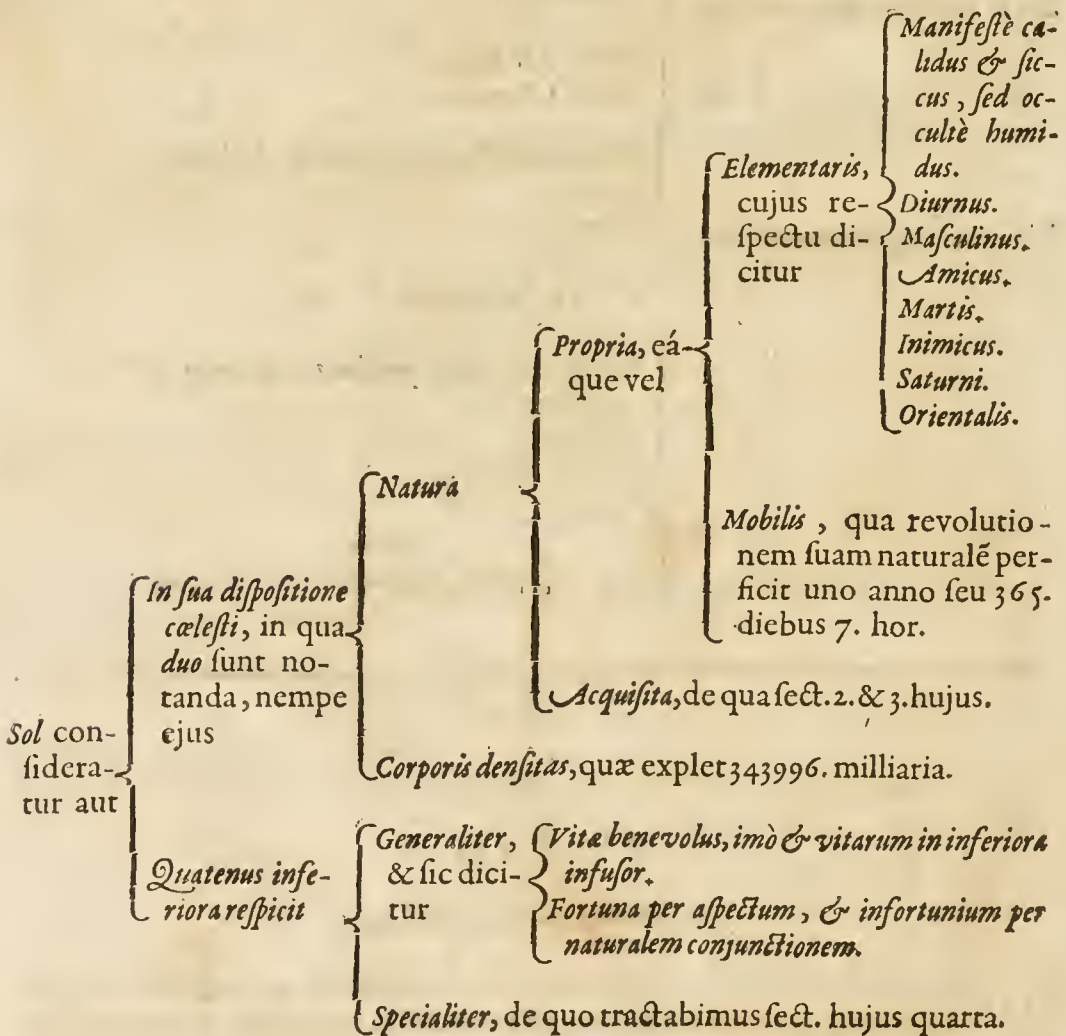 Sol con-
ſidera-
tur aut
In ſua diſpoſitione
cœleſti, in qua
duo ſunt no-
tanda, nempe
ejus
Natura
Propria, eá-
que vel
Elementaris,
cujus re-
ſpectu di-
citur
Manifeſtè ca-
lidus & ſic-
cus, ſed oc-
cultè humi-
dus.
Diurnus.
Maſculinus.
Amicus.
Martis.
Inimicus.
Saturni.
Orientalis.
Mobilis, qua revolutio-
nem ſuam naturalẽ per-
ficit uno anno ſeu 365.
diebus 7. hor.
Acquiſita, de qua ſect. 2. & 3. hujus.
Corporis denſitas, quæ explet 343996. milliaria.
Quatenus infe-
riora reſpicit
Generaliter,
& ſic dici-
tur
Vitæ benevolus, imò & vitarum in inferiora
infuſor.
Fortuna per aſpectum, & infortunium per
naturalem conjunctionem.
Specialiter, de quo tractabimus ſect. hujus quarta.